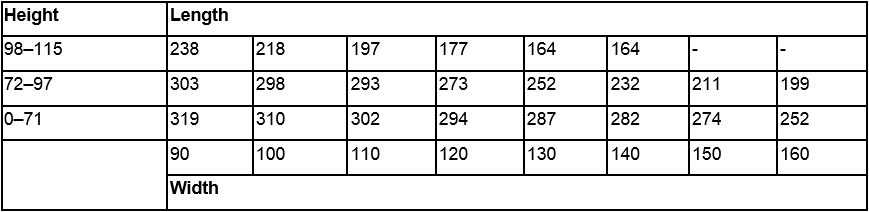 Height Length
98–115 238 218 197 177 164 164 - -
72–97 303 298 293 273 252 232 211 199
0–71 319 310 302 294 287 282 274 252
90 100 110 120 130 140 150 160
Width